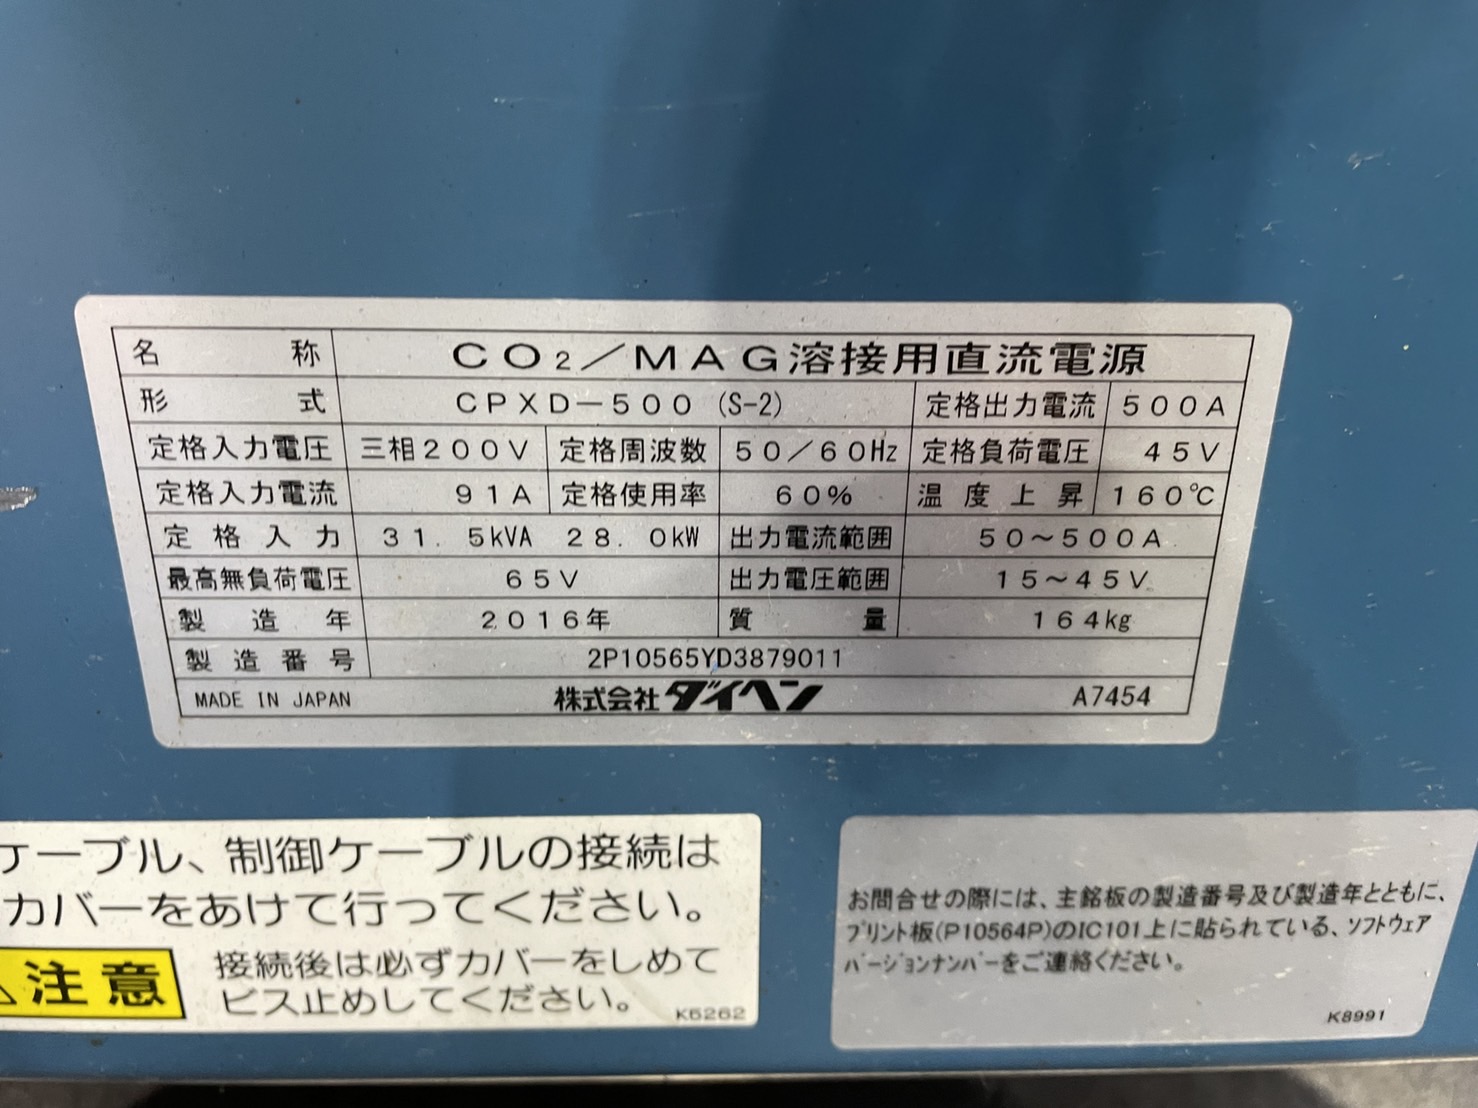 名 称 CO₂／MAG溶接用直流電源
形 式 CPXD－500 (S-2) 定格出力電流 500A
定格入力電圧 三相200V 定格周波数 50／60Hz 定格負荷電圧 45V
定格入力電流 91A 定格使用率 60% 温度上昇 160℃
定格入力 31.5kVA 28.0kW 出力電流範囲 50～500A
最高無負荷電圧 65V 出力電圧範囲 15～45V
製造年 2016年 質量 164kg
製造番号 2P10565YD3879011
MADE IN JAPAN 株式会社ダイヘン A7454
ケーブル、制御ケーブルの接続は
カバーをあけて行ってください。
注意 接続後は必ずカバーをしめて
ビス止めしてください。 K5262
お問合せの際には、主銘板の製造番号及び製造年とともに、
ﾌﾟﾘﾝﾄ板(P10564P)のIC101上に貼られている、ｿﾌﾄｳｪｱ
ﾊﾞｰｼﾞｮﾝﾅﾝﾊﾞｰをご連絡ください。
K8991